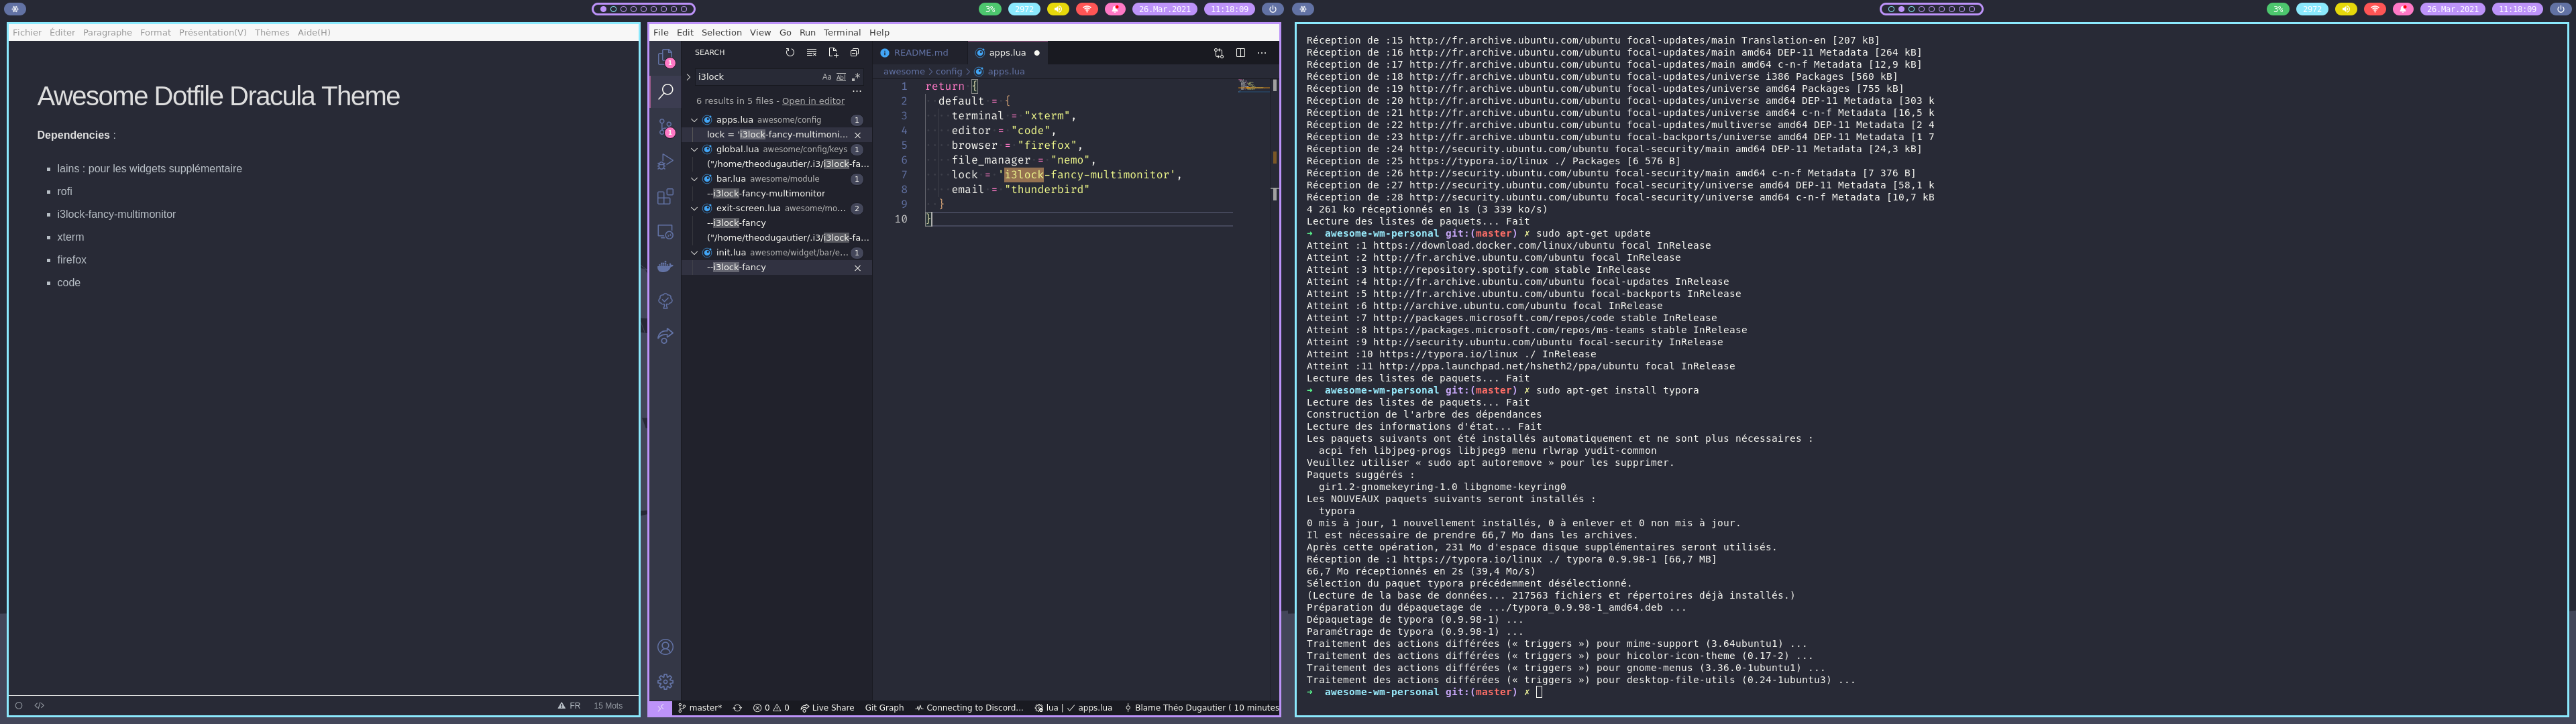 3% 2972 26.Mar.2021 11:18:09
3% 2972 26.Mar.2021 11:18:09
Fichier Éditer Paragraphe Format Présentation(V) Thèmes Aide(H)
Awesome Dotfile Dracula Theme
Dependencies :
lains : pour les widgets supplémentaire
rofi
i3lock-fancy-multimonitor
xterm
firefox
code
FR 15 Mots
File Edit Selection View Go Run Terminal Help
1
1
SEARCH
i3lock Aa ab .*
6 results in 5 files - Open in editor
apps.lua awesome/config 1
lock = 'i3lock-fancy-multimoni...
global.lua awesome/config/keys 1
("/home/theodugautier/.i3/i3lock-fa...
bar.lua awesome/module 1
--i3lock-fancy-multimonitor
exit-screen.lua awesome/mo... 2
--i3lock-fancy
("/home/theodugautier/.i3/i3lock-fa...
init.lua awesome/widget/bar/e... 1
--i3lock-fancy
README.md apps.lua
awesome > config > apps.lua
1 return {
2 default = {
3 terminal = "xterm",
4 editor = "code",
5 browser = "firefox",
6 file_manager = "nemo",
7 lock = 'i3lock-fancy-multimonitor',
8 email = "thunderbird"
9 }
10 }
master* 0 0 Live Share Git Graph Connecting to Discord... lua | apps.lua Blame Théo Dugautier ( 10 minutes
Réception de :15 http://fr.archive.ubuntu.com/ubuntu focal-updates/main Translation-en [207 kB]
Réception de :16 http://fr.archive.ubuntu.com/ubuntu focal-updates/main amd64 DEP-11 Metadata [264 kB]
Réception de :17 http://fr.archive.ubuntu.com/ubuntu focal-updates/main amd64 c-n-f Metadata [12,9 kB]
Réception de :18 http://fr.archive.ubuntu.com/ubuntu focal-updates/universe i386 Packages [560 kB]
Réception de :19 http://fr.archive.ubuntu.com/ubuntu focal-updates/universe amd64 Packages [755 kB]
Réception de :20 http://fr.archive.ubuntu.com/ubuntu focal-updates/universe amd64 DEP-11 Metadata [303 k
Réception de :21 http://fr.archive.ubuntu.com/ubuntu focal-updates/universe amd64 c-n-f Metadata [16,5 k
Réception de :22 http://fr.archive.ubuntu.com/ubuntu focal-updates/multiverse amd64 DEP-11 Metadata [2 4
Réception de :23 http://fr.archive.ubuntu.com/ubuntu focal-backports/universe amd64 DEP-11 Metadata [1 7
Réception de :24 http://security.ubuntu.com/ubuntu focal-security/main amd64 DEP-11 Metadata [24,3 kB]
Réception de :25 https://typora.io/linux ./ Packages [6 576 B]
Réception de :26 http://security.ubuntu.com/ubuntu focal-security/main amd64 c-n-f Metadata [7 376 B]
Réception de :27 http://security.ubuntu.com/ubuntu focal-security/universe amd64 DEP-11 Metadata [58,1 k
Réception de :28 http://security.ubuntu.com/ubuntu focal-security/universe amd64 c-n-f Metadata [10,7 kB
4 261 ko réceptionnés en 1s (3 339 ko/s)
Lecture des listes de paquets... Fait
➜ awesome-wm-personal git:(master) ✗ sudo apt-get update
Atteint :1 https://download.docker.com/linux/ubuntu focal InRelease
Atteint :2 http://fr.archive.ubuntu.com/ubuntu focal InRelease
Atteint :3 http://repository.spotify.com stable InRelease
Atteint :4 http://fr.archive.ubuntu.com/ubuntu focal-updates InRelease
Atteint :5 http://fr.archive.ubuntu.com/ubuntu focal-backports InRelease
Atteint :6 http://archive.ubuntu.com/ubuntu focal InRelease
Atteint :7 http://packages.microsoft.com/repos/code stable InRelease
Atteint :8 https://packages.microsoft.com/repos/ms-teams stable InRelease
Atteint :9 http://security.ubuntu.com/ubuntu focal-security InRelease
Atteint :10 https://typora.io/linux ./ InRelease
Atteint :11 http://ppa.launchpad.net/hsheth2/ppa/ubuntu focal InRelease
Lecture des listes de paquets... Fait
➜ awesome-wm-personal git:(master) ✗ sudo apt-get install typora
Lecture des listes de paquets... Fait
Construction de l'arbre des dépendances
Lecture des informations d'état... Fait
Les paquets suivants ont été installés automatiquement et ne sont plus nécessaires :
acpi feh libjpeg-progs libjpeg9 menu rlwrap yudit-common
Veuillez utiliser « sudo apt autoremove » pour les supprimer.
Paquets suggérés :
gir1.2-gnomekeyring-1.0 libgnome-keyring0
Les NOUVEAUX paquets suivants seront installés :
typora
0 mis à jour, 1 nouvellement installés, 0 à enlever et 0 non mis à jour.
Il est nécessaire de prendre 66,7 Mo dans les archives.
Après cette opération, 231 Mo d'espace disque supplémentaires seront utilisés.
Réception de :1 https://typora.io/linux ./ typora 0.9.98-1 [66,7 MB]
66,7 Mo réceptionnés en 2s (39,4 Mo/s)
Sélection du paquet typora précédemment désélectionné.
(Lecture de la base de données... 217563 fichiers et répertoires déjà installés.)
Préparation du dépaquetage de .../typora_0.9.98-1_amd64.deb ...
Dépaquetage de typora (0.9.98-1) ...
Paramétrage de typora (0.9.98-1) ...
Traitement des actions différées (« triggers ») pour mime-support (3.64ubuntu1) ...
Traitement des actions différées (« triggers ») pour hicolor-icon-theme (0.17-2) ...
Traitement des actions différées (« triggers ») pour gnome-menus (3.36.0-1ubuntu1) ...
Traitement des actions différées (« triggers ») pour desktop-file-utils (0.24-1ubuntu3) ...
➜ awesome-wm-personal git:(master) ✗